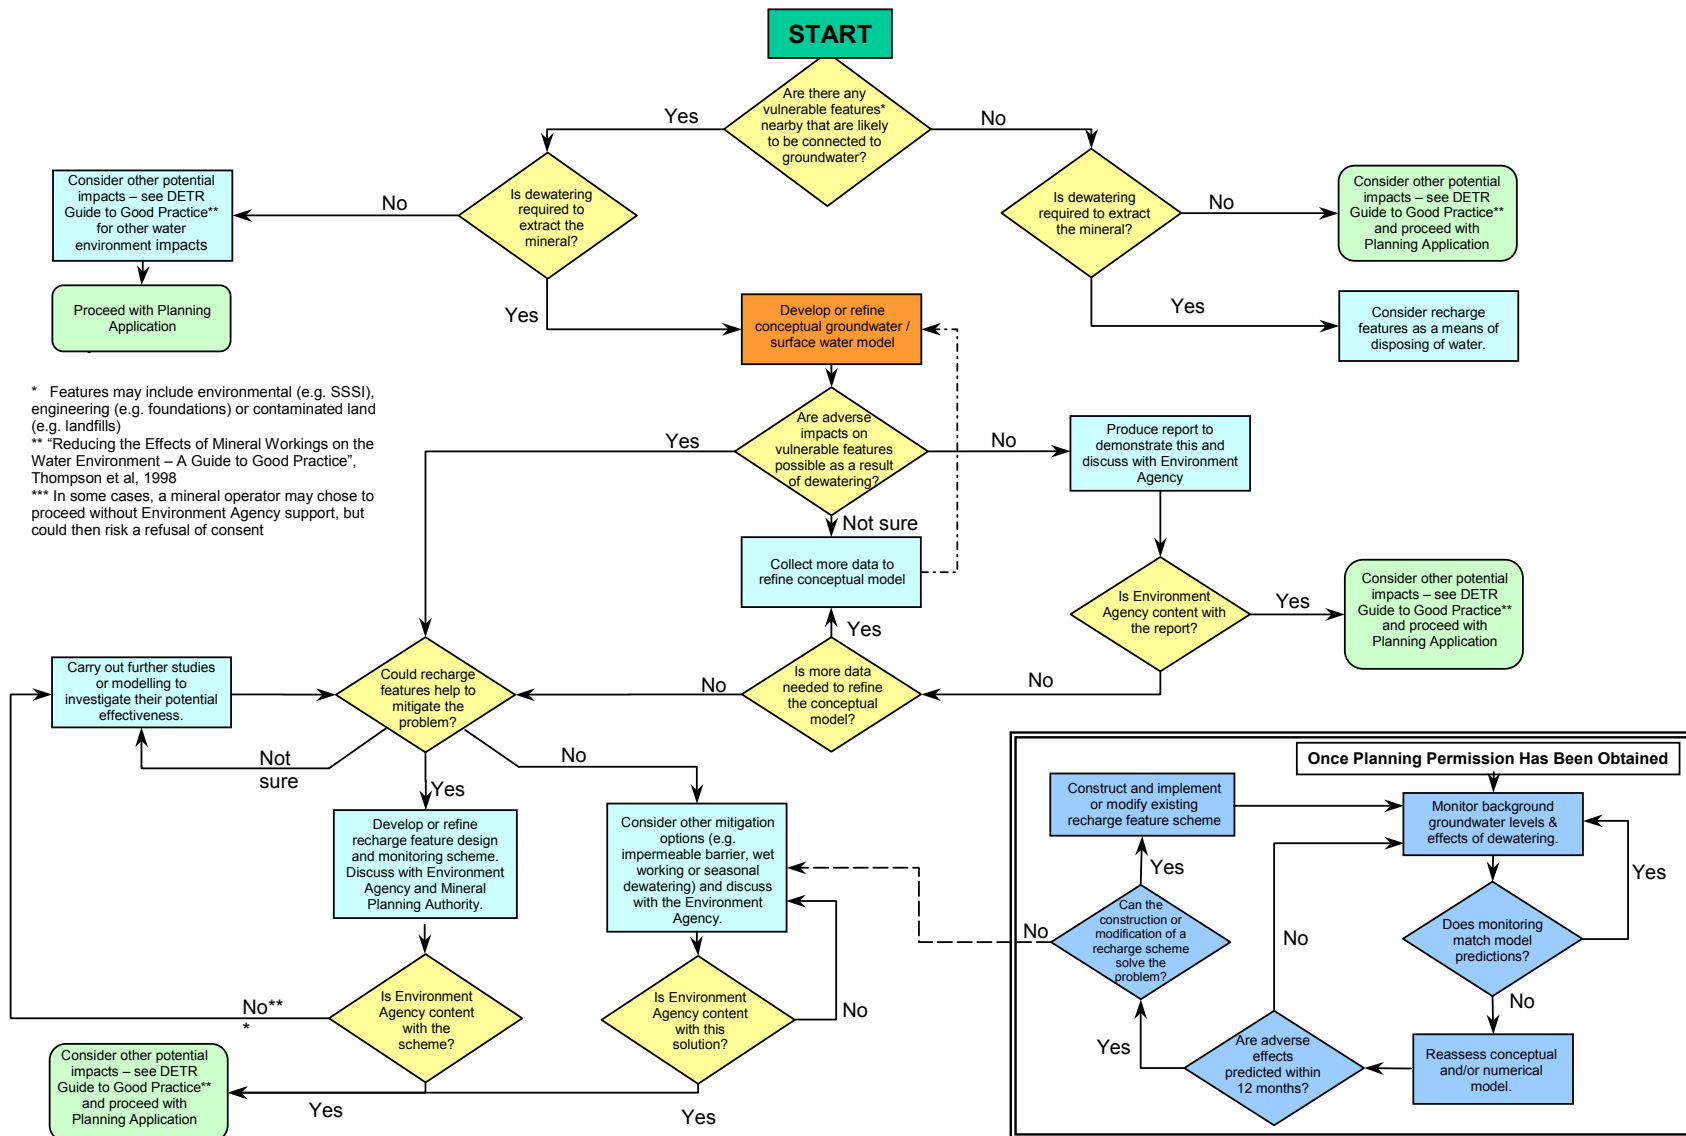 START
Are there any
vulnerable features*
nearby that are likely
to be connected to
groundwater?
Yes
No
Is dewatering
required to
extract the
mineral?
No
Consider other potential
impacts – see DETR
Guide to Good Practice**
for other water
environment impacts
Proceed with Planning
Application
Yes
Is dewatering
required to extract
the mineral?
No
Consider other potential
impacts – see DETR
Guide to Good Practice**
and proceed with
Planning Application
Yes
Consider recharge
features as a means of
disposing of water.
Develop or refine
conceptual groundwater /
surface water model
* Features may include environmental (e.g. SSSI),
engineering (e.g. foundations) or contaminated land
(e.g. landfills)
** “Reducing the Effects of Mineral Workings on the
Water Environment – A Guide to Good Practice”,
Thompson et al, 1998
*** In some cases, a mineral operator may chose to
proceed without Environment Agency support, but
could then risk a refusal of consent
Are adverse
impacts on
vulnerable features
possible as a result
of dewatering?
Yes
No
Not sure
Produce report to
demonstrate this and
discuss with Environment
Agency
Collect more data to
refine conceptual model
Is Environment
Agency content with
the report?
Yes
Consider other potential
impacts – see DETR
Guide to Good Practice**
and proceed with
Planning Application
No
Is more data
needed to refine
the conceptual
model?
Yes
No
Could recharge
features help to
mitigate the
problem?
Carry out further studies
or modelling to
investigate their potential
effectiveness.
Not
sure
Yes
No
Develop or refine
recharge feature design
and monitoring scheme.
Discuss with Environment
Agency and Mineral
Planning Authority.
Consider other mitigation
options (e.g.
impermeable barrier, wet
working or seasonal
dewatering) and discuss
with the Environment
Agency.
Is Environment
Agency content
with the
scheme?
No**
*
Is Environment
Agency content
with this
solution?
No
Consider other potential
impacts – see DETR
Guide to Good Practice**
and proceed with
Planning Application
Yes
Yes
Once Planning Permission Has Been Obtained
Construct and implement
or modify existing
recharge feature scheme
Monitor background
groundwater levels &
effects of dewatering.
Yes
Yes
Can the
construction or
modification of a
recharge scheme
solve the
problem?
No
No
Does monitoring
match model
predictions?
No
Yes
Are adverse
effects
predicted within
12 months?
Reassess conceptual
and/or numerical
model.